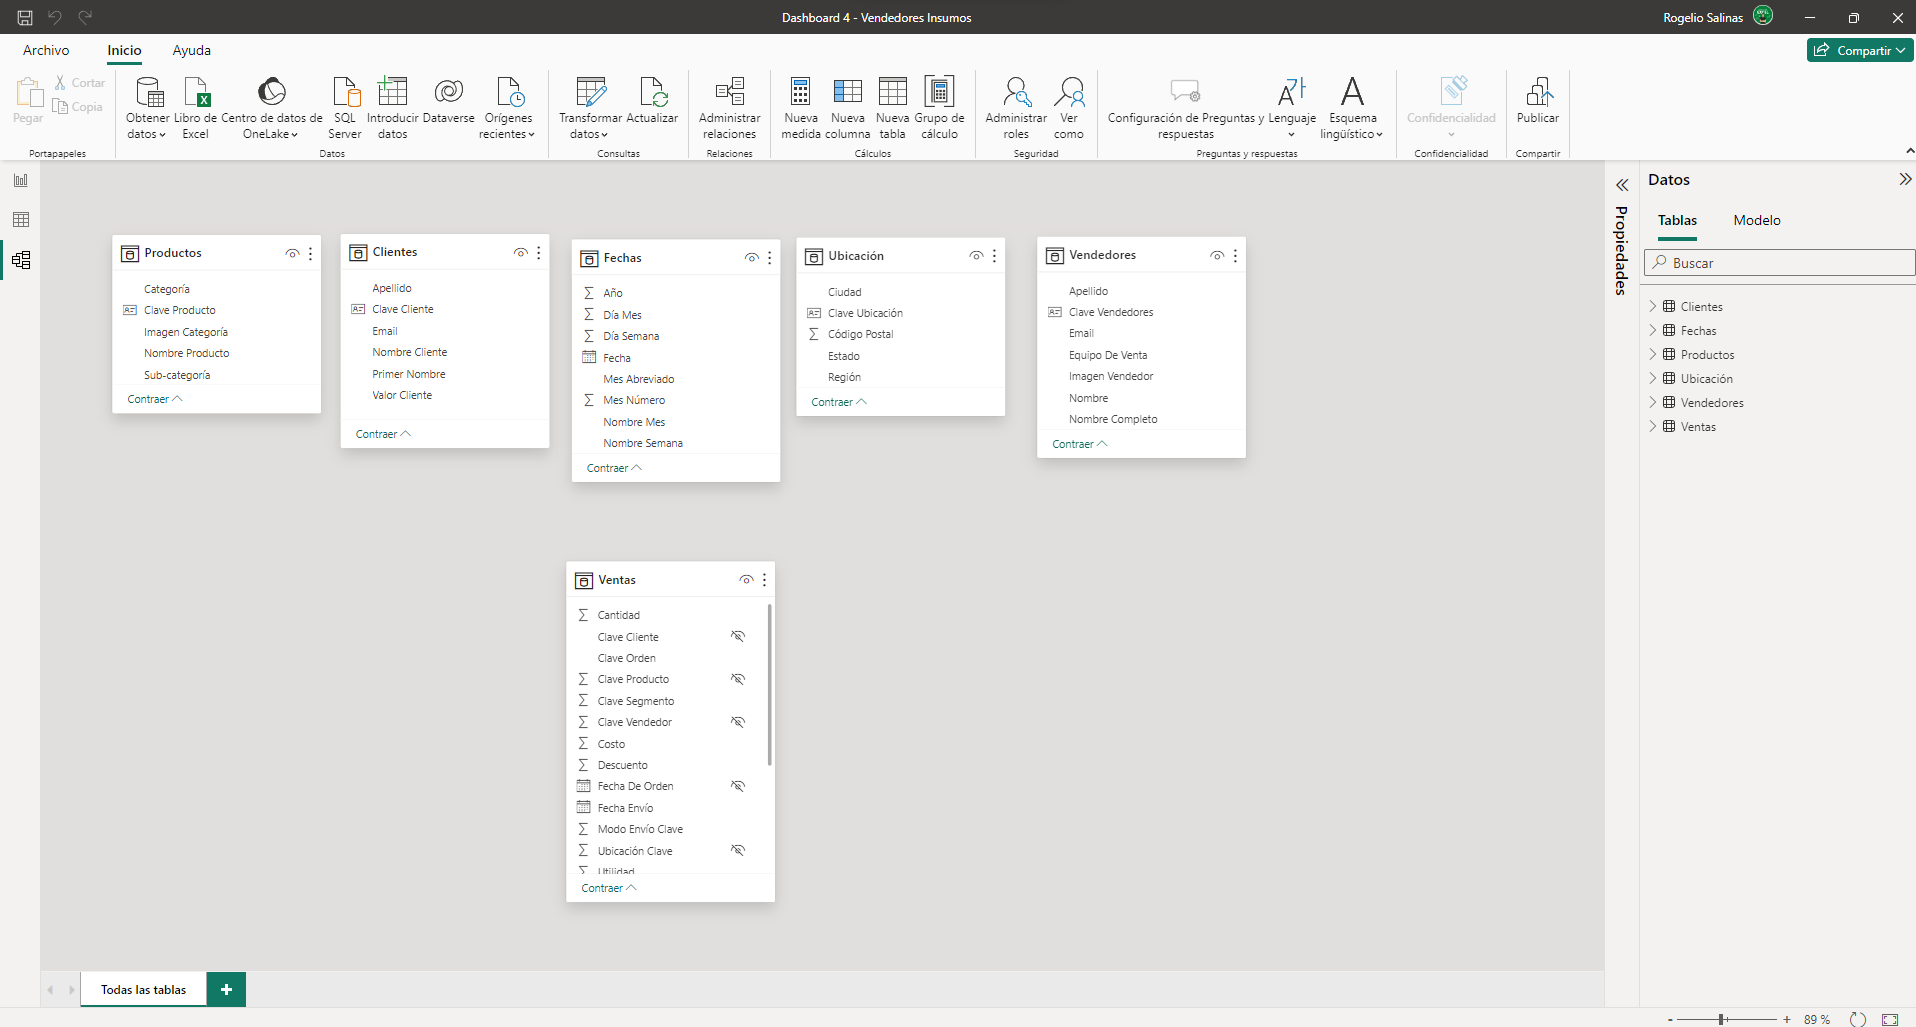 Dashboard 4 - Vendedores Insumos
Rogelio Salinas
Archivo
Inicio
Ayuda
Compartir
Pegar
Cortar
Copia
Portapapeles
Obtener datos
Libro de Excel
Centro de datos de OneLake
SQL Server
Introducir datos
Dataverse
Orígenes recientes
Datos
Transformar datos
Actualizar
Consultas
Administrar relaciones
Relaciones
Nueva medida
Nueva columna
Nueva tabla
Grupo de cálculo
Cálculos
Administrar roles
Ver como
Seguridad
Configuración de Preguntas y respuestas
Lenguaje
Esquema lingüístico
Preguntas y respuestas
Confidencialidad
Confidencialidad
Publicar
Compartir
Productos
Categoría
Clave Producto
Imagen Categoría
Nombre Producto
Sub-categoría
Contraer
Clientes
Apellido
Clave Cliente
Email
Nombre Cliente
Primer Nombre
Valor Cliente
Contraer
Fechas
Año
Día Mes
Día Semana
Fecha
Mes Abreviado
Mes Número
Nombre Mes
Nombre Semana
Contraer
Ubicación
Ciudad
Clave Ubicación
Código Postal
Estado
Región
Contraer
Vendedores
Apellido
Clave Vendedores
Email
Equipo De Venta
Imagen Vendedor
Nombre
Nombre Completo
Contraer
Ventas
Cantidad
Clave Cliente
Clave Orden
Clave Producto
Clave Segmento
Clave Vendedor
Costo
Descuento
Fecha De Orden
Fecha Envío
Modo Envío Clave
Ubicación Clave
Utilidad
Contraer
Propiedades
Datos
Tablas
Modelo
Buscar
Clientes
Fechas
Productos
Ubicación
Vendedores
Ventas
Todas las tablas
+
- + 89 %